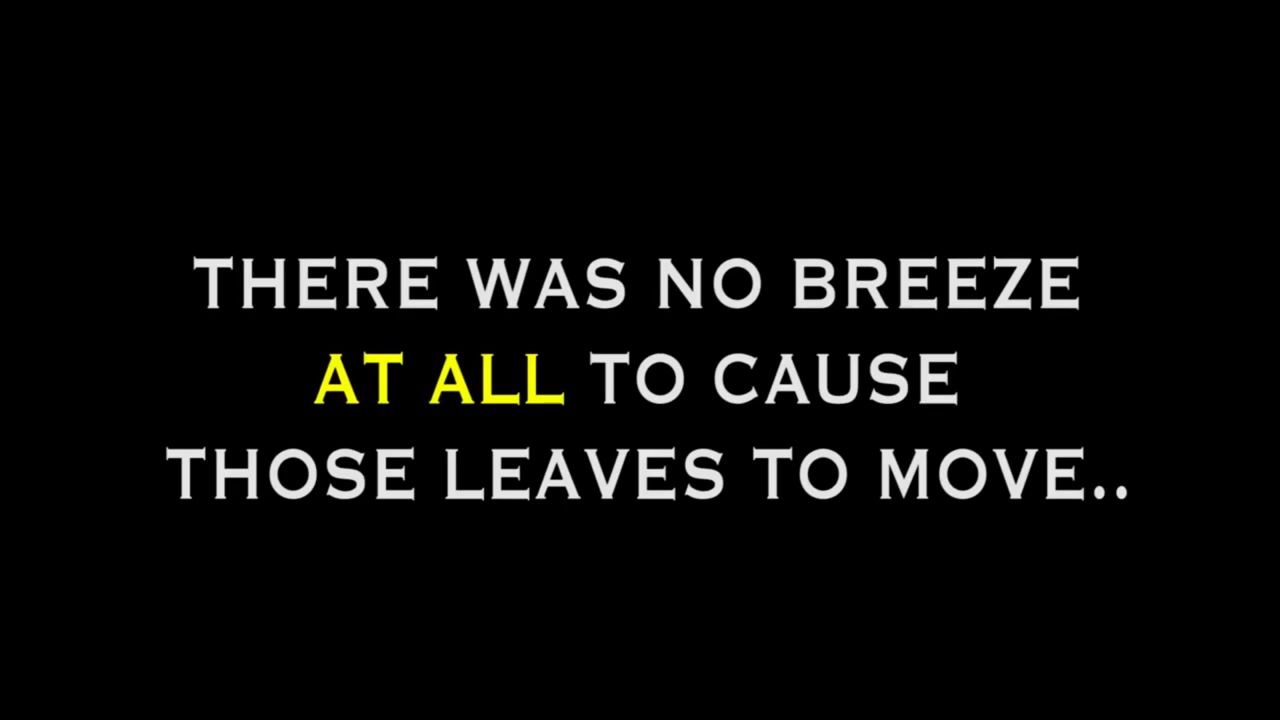 THERE WAS NO BREEZE
AT ALL TO CAUSE
THOSE LEAVES TO MOVE..